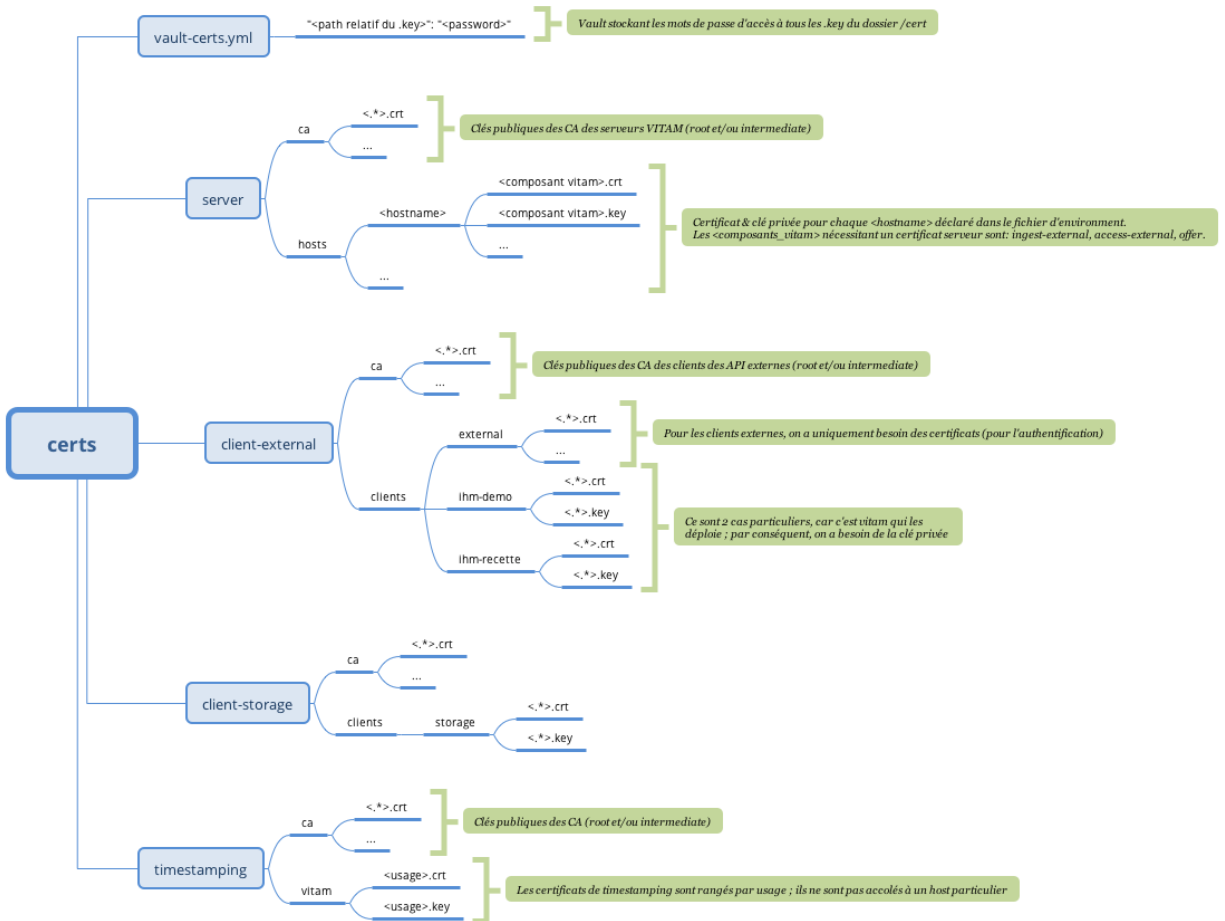 certs
vault-certs.yml
"<path relatif du .key>": "<password>"
Vault stockant les mots de passe d'accès à tous les .key du dossier /cert
server
ca
<.*>.crt
...
Clés publiques des CA des serveurs VITAM (root et/ou intermediate)
hosts
<hostname>
<composant vitam>.crt
<composant vitam>.key
...
...
Certificat & clé privée pour chaque <hostname> déclaré dans le fichier d'environment.
Les <composants_vitam> nécessitant un certificat serveur sont: ingest-external, access-external, offer.
client-external
ca
<.*>.crt
...
Clés publiques des CA des clients des API externes (root et/ou intermediate)
clients
external
<.*>.crt
...
Pour les clients externes, on a uniquement besoin des certificats (pour l'authentification)
ihm-demo
<.*>.crt
<.*>.key
ihm-recette
<.*>.crt
<.*>.key
Ce sont 2 cas particuliers, car c'est vitam qui les
déploie ; par conséquent, on a besoin de la clé privée
client-storage
ca
<.*>.crt
...
clients
storage
<.*>.crt
<.*>.key
timestamping
ca
<.*>.crt
...
Clés publiques des CA (root et/ou intermediate)
vitam
<usage>.crt
<usage>.key
Les certificats de timestamping sont rangés par usage ; ils ne sont pas accolés à un host particulier